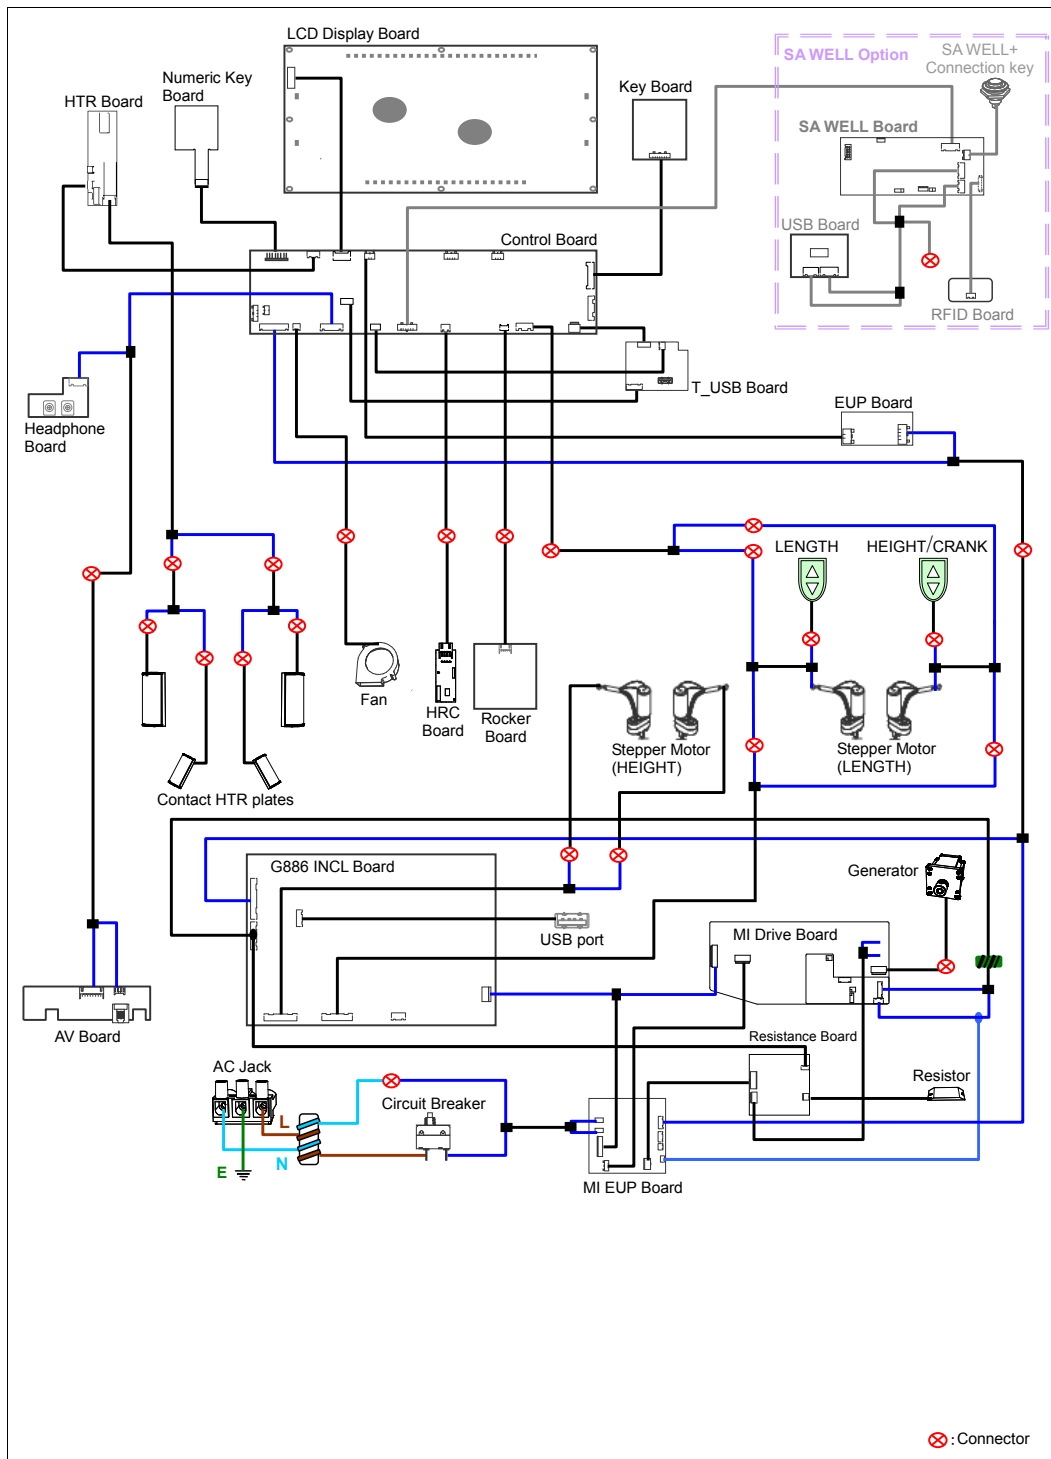 LCD Display Board
SA WELL Option
SA WELL+
Connection key
Numeric Key
Board
HTR Board
Key Board
SA WELL Board
USB Board
Control Board
RFID Board
T_USB Board
EUP Board
Headphone
Board
LENGTH
HEIGHT/CRANK
Fan
HRC
Board
Rocker
Board
Stepper Motor
(HEIGHT)
Stepper Motor
(LENGTH)
Contact HTR plates
G886 INCL Board
Generator
USB port
MI Drive Board
AV Board
Resistance Board
AC Jack
Circuit Breaker
Resistor
L
N
E
MI EUP Board
: Connector